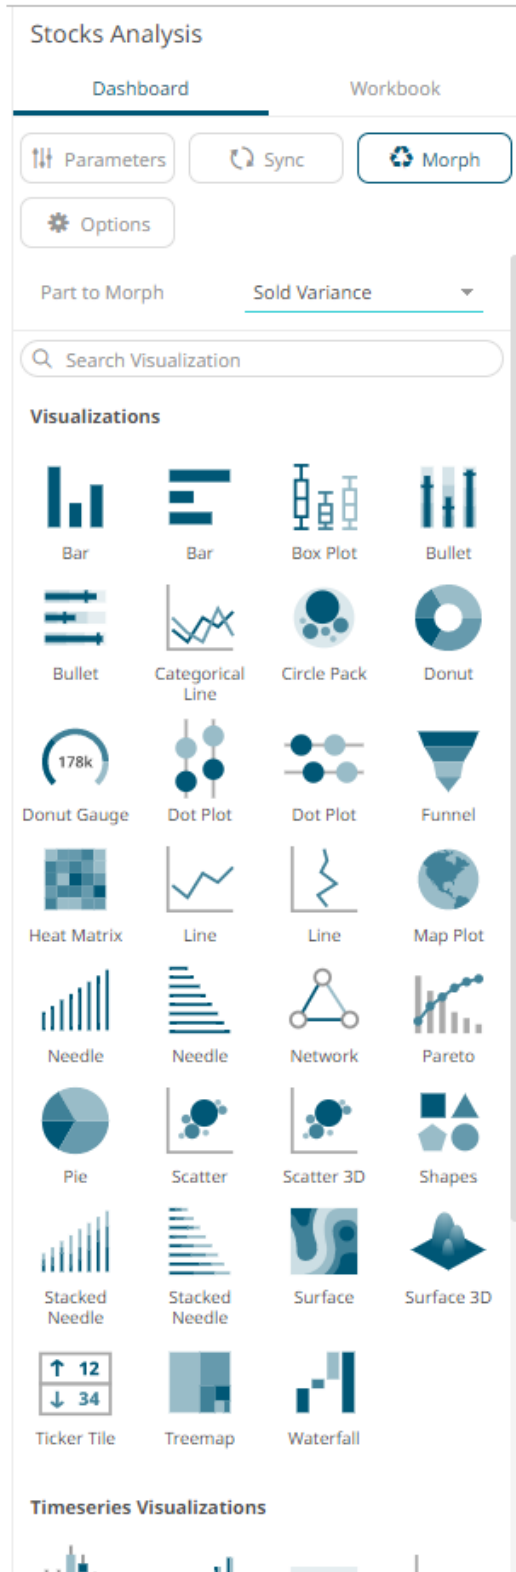 Stocks Analysis
Dashboard Workbook
Parameters Sync Morph
Options
Part to Morph Sold Variance
Search Visualization
Visualizations
Bar Bar Box Plot Bullet
Bullet Categorical Line Circle Pack Donut
178k
Donut Gauge Dot Plot Dot Plot Funnel
Heat Matrix Line Line Map Plot
Needle Needle Network Pareto
Pie Scatter Scatter 3D Shapes
Stacked Needle Stacked Needle Surface Surface 3D
12
34
Ticker Tile Treemap Waterfall
Timeseries Visualizations